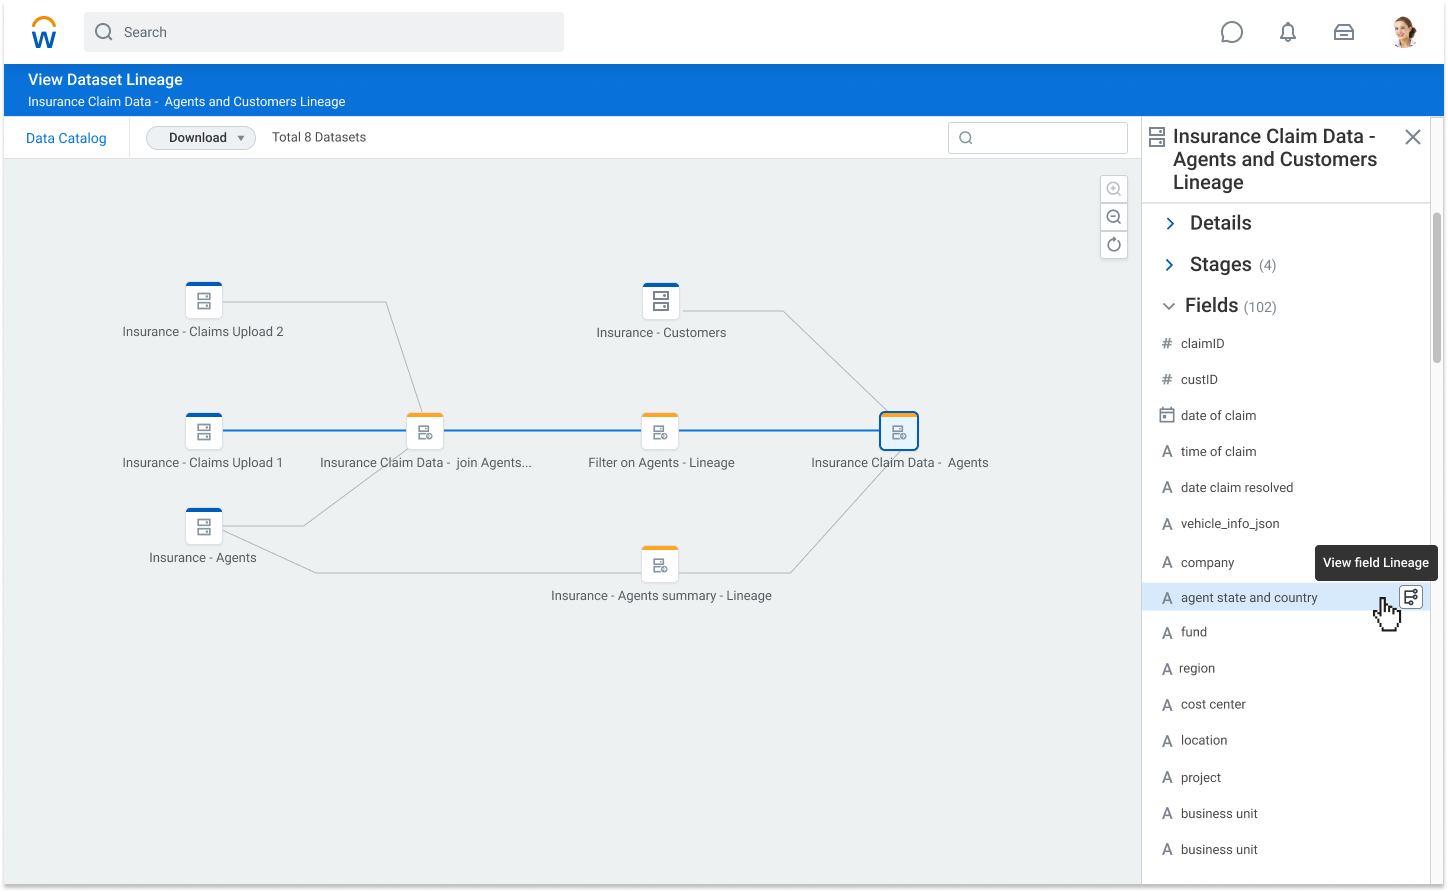 W
Search
View Dataset Lineage
Insurance Claim Data -  Agents and Customers Lineage
Data Catalog
Download
Total 8 Datasets
Insurance - Claims Upload 2
Insurance - Customers
Insurance - Claims Upload 1
Insurance Claim Data -  join Agents...
Filter on Agents - Lineage
Insurance Claim Data -  Agents
Insurance - Agents
Insurance - Agents summary - Lineage
Insurance Claim Data -
Agents and Customers
Lineage
Details
Stages (4)
Fields (102)
# claimID
# custID
date of claim
A time of claim
A date claim resolved
A vehicle_info_json
A company
View field Lineage
A agent state and country
A fund
A region
A cost center
A location
A project
A business unit
A business unit